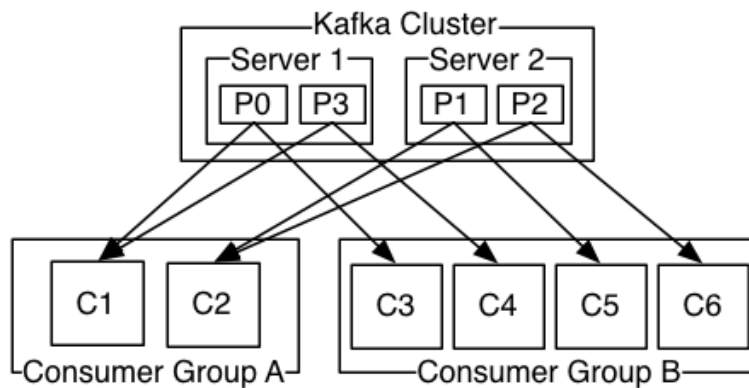 Kafka Cluster
Server 1
Server 2
P0
P3
P1
P2
C1
C2
C3
C4
C5
C6
Consumer Group A
Consumer Group B